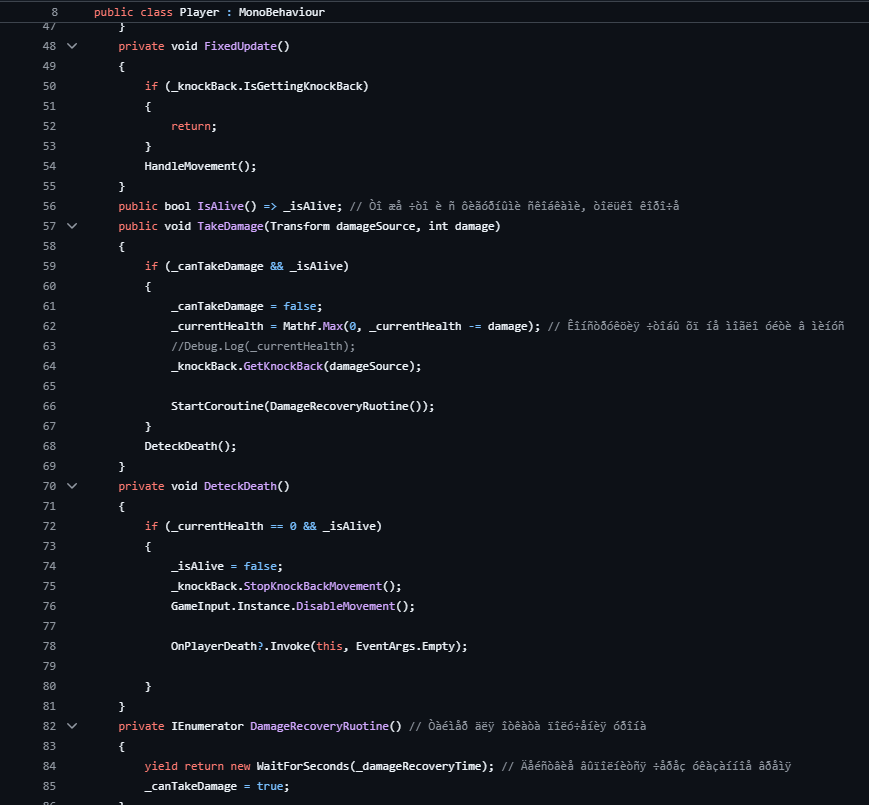 8 public class Player : MonoBehaviour
47 }
48 private void FixedUpdate()
49 {
50 if (_knockBack.IsGettingKnockBack)
51 {
52 return;
53 }
54 HandleMovement();
55 }
56 public bool IsAlive() => _isAlive; // Òî æå ÷òî è ñ ôèãóðíûìè ñêîáêàìè, òîëüêî êîðî÷å
57 public void TakeDamage(Transform damageSource, int damage)
58 {
59 if (_canTakeDamage && _isAlive)
60 {
61 _canTakeDamage = false;
62 _currentHealth = Mathf.Max(0, _currentHealth -= damage); // Êîíñòðóêöèÿ ÷òîáû õï íå ìîãëî óéòè â ìèíóñ
63 //Debug.Log(_currentHealth);
64 _knockBack.GetKnockBack(damageSource);
65
66 StartCoroutine(DamageRecoveryRuotine());
67 }
68 DeteckDeath();
69 }
70 private void DeteckDeath()
71 {
72 if (_currentHealth == 0 && _isAlive)
73 {
74 _isAlive = false;
75 _knockBack.StopKnockBackMovement();
76 GameInput.Instance.DisableMovement();
77
78 OnPlayerDeath?.Invoke(this, EventArgs.Empty);
79
80 }
81 }
82 private IEnumerator DamageRecoveryRuotine() // Òàéìåð äëÿ îòêàòà ïîëó÷åíèÿ óðîíà
83 {
84 yield return new WaitForSeconds(_damageRecoveryTime); // Äåéñòâèå âûïîëíèòñÿ ÷åðåç óêàçàííîå âðåìÿ
85 _canTakeDamage = true;
86 }